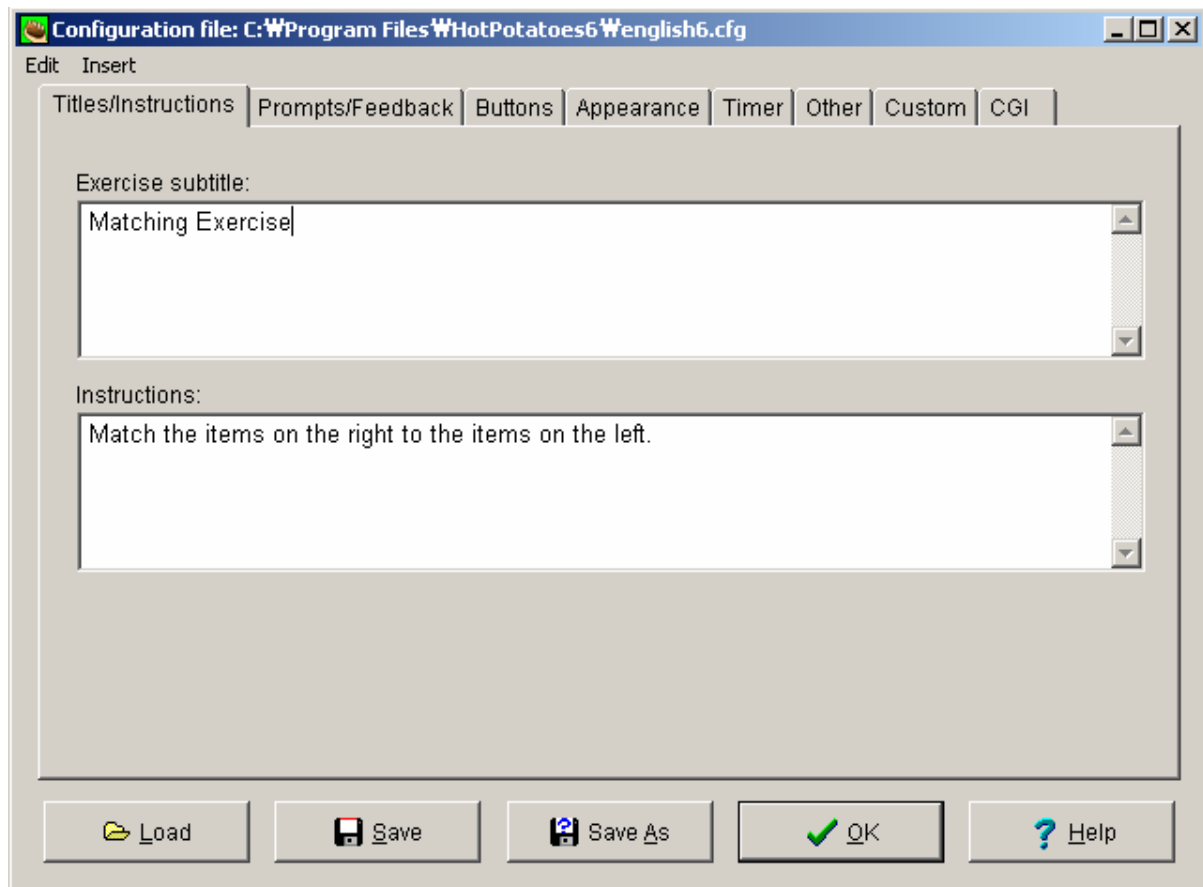 Configuration file: C:₩Program Files₩HotPotatoes6₩english6.cfg
Edit Insert
Titles/Instructions Prompts/Feedback Buttons Appearance Timer Other Custom CGI
Exercise subtitle:
Matching Exercise
Instructions:
Match the items on the right to the items on the left.
Load Save Save As OK Help